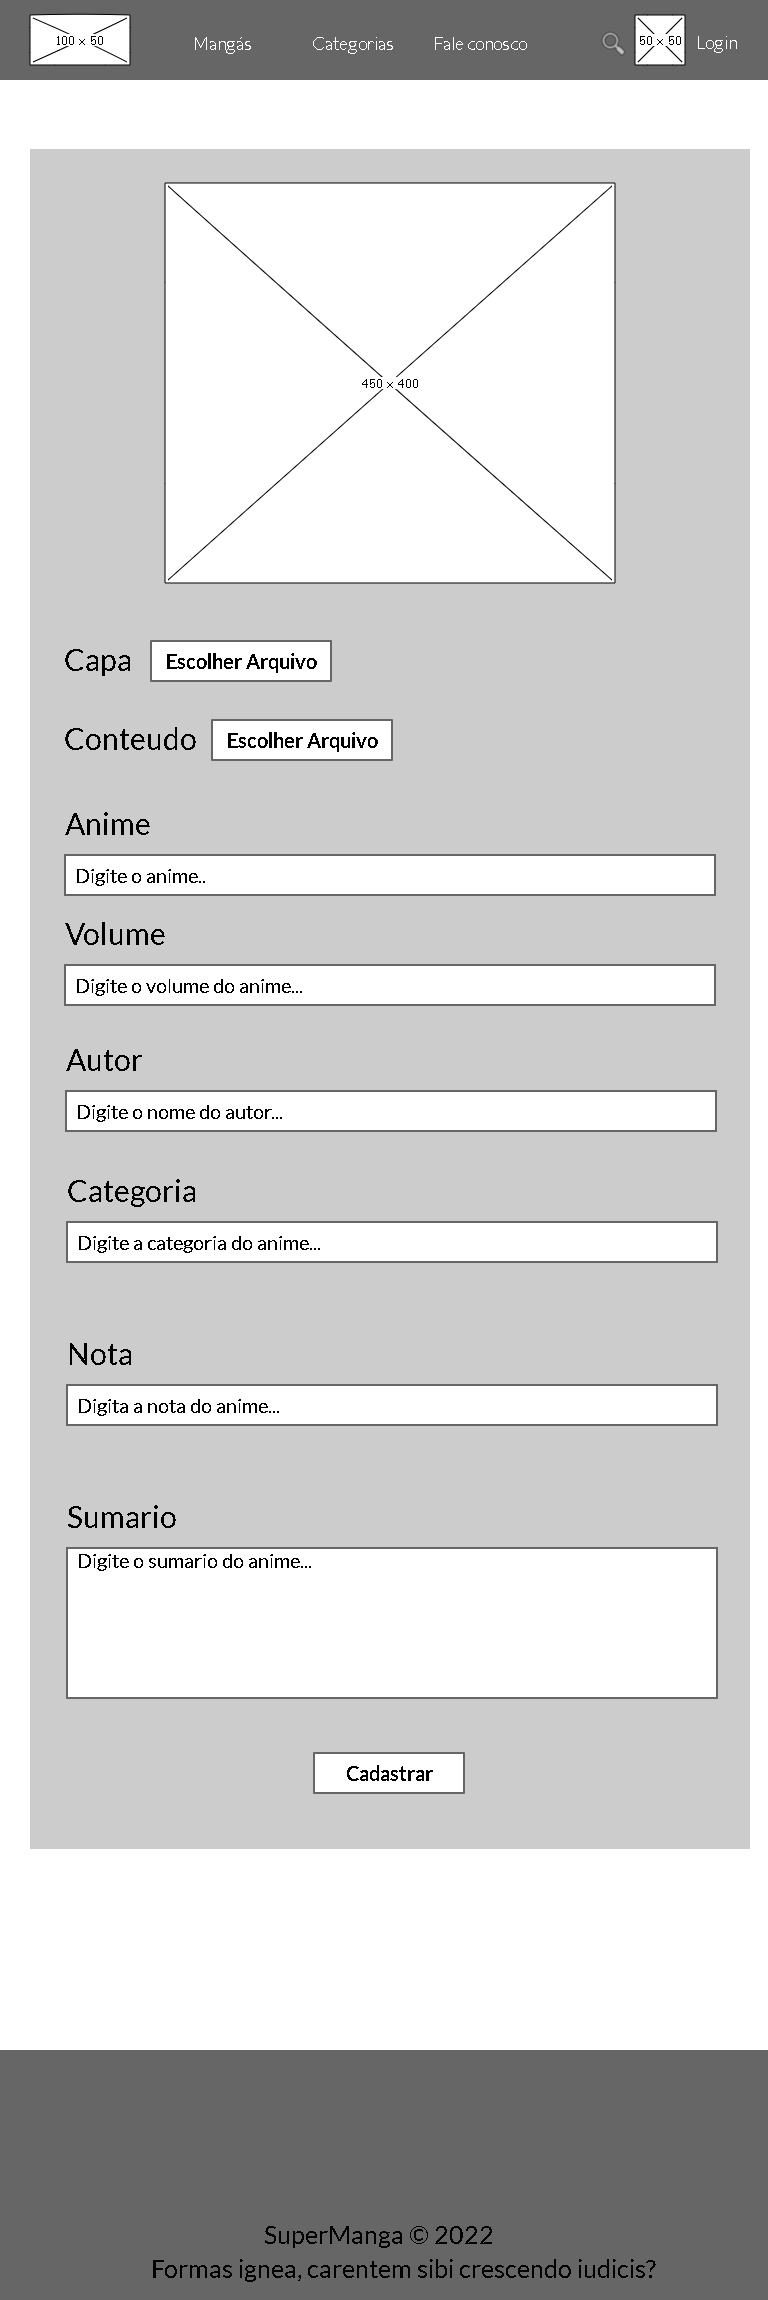 100 x 50
Mangás
Categorias
Fale conosco
50 x 50
Login
450 x 400
Capa
Escolher Arquivo
Conteudo
Escolher Arquivo
Anime
Digite o anime..
Volume
Digite o volume do anime...
Autor
Digite o nome do autor...
Categoria
Digite a categoria do anime...
Nota
Digita a nota do anime...
Sumario
Digite o sumario do anime...
Cadastrar
SuperManga © 2022
Formas ignea, carentem sibi crescendo iudicis?